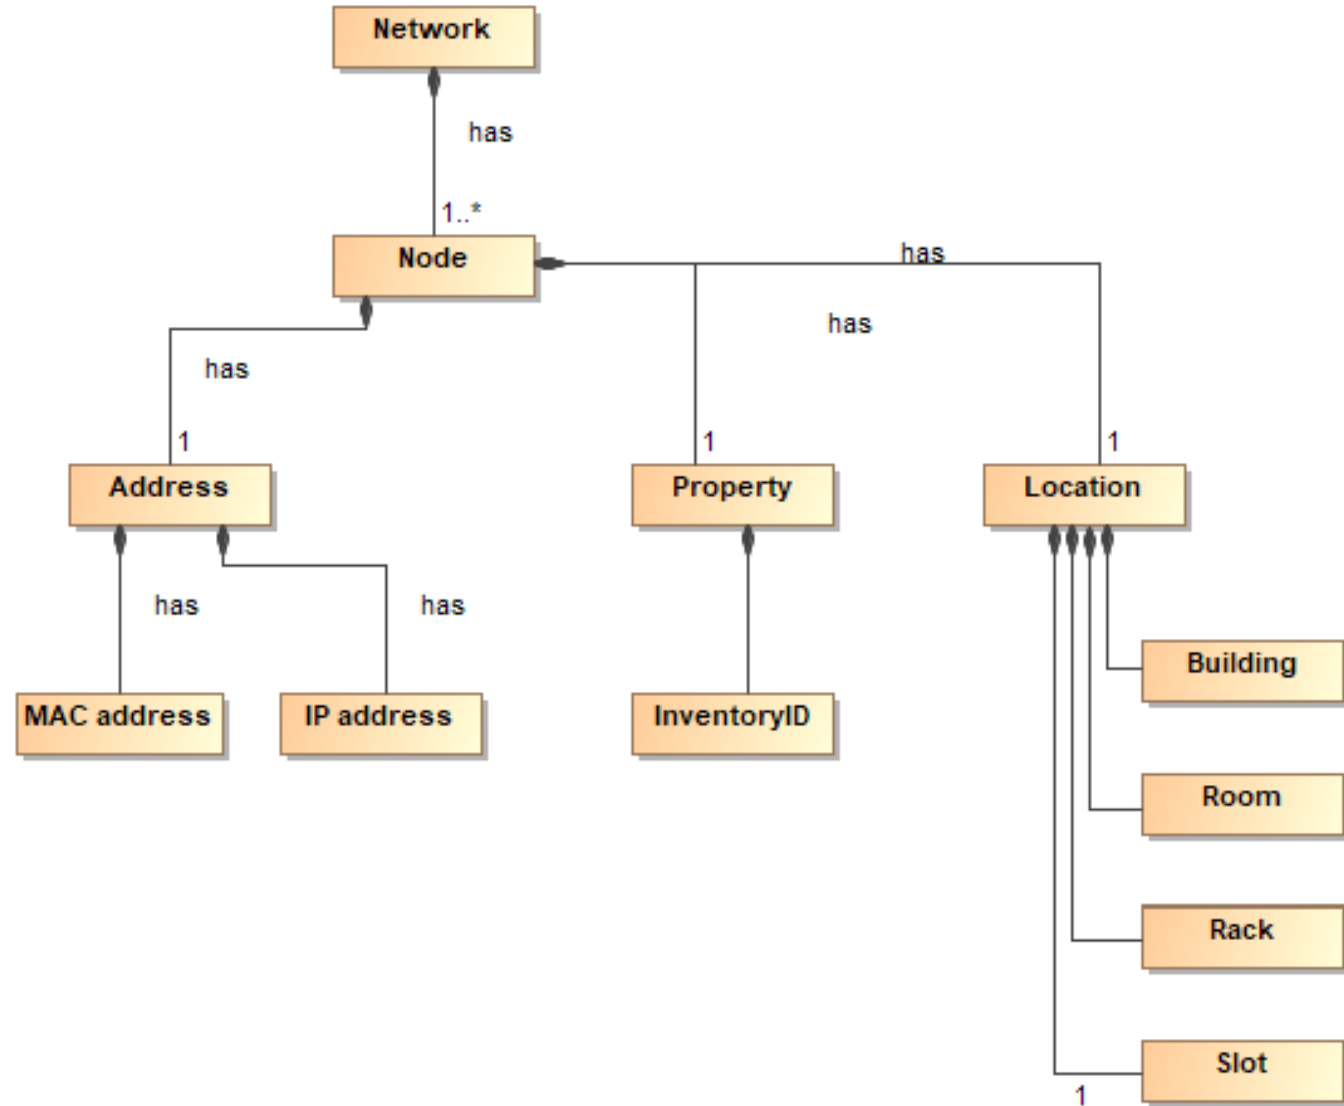 Network
has
1..*
Node
has
has
has
1
1
1
Address
Property
Location
has
has
Building
MAC address
IP address
InventoryID
Room
Rack
Slot
1